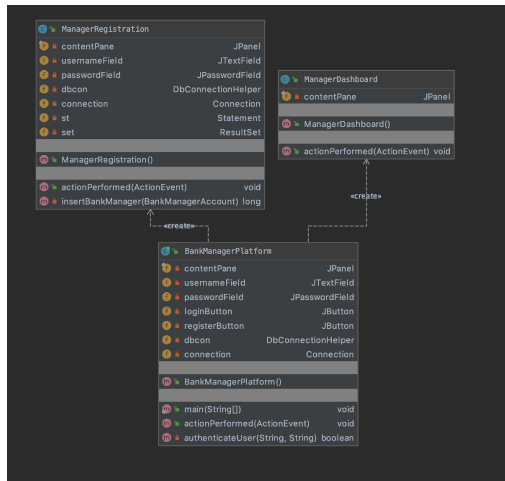 ManagerRegistration
contentPane JPanel
usernameField JTextField
passwordField JPasswordField
dbcon DbConnectionHelper
connection Connection
st Statement
set ResultSet
ManagerRegistration()
actionPerformed(ActionEvent) void
insertBankManager(BankManagerAccount) long
ManagerDashboard
contentPane JPanel
ManagerDashboard()
actionPerformed(ActionEvent) void
«create»
«create»
BankManagerPlatform
contentPane JPanel
usernameField JTextField
passwordField JPasswordField
loginButton JButton
registerButton JButton
dbcon DbConnectionHelper
connection Connection
BankManagerPlatform()
main(String[]) void
actionPerformed(ActionEvent) void
authenticateUser(String, String) boolean